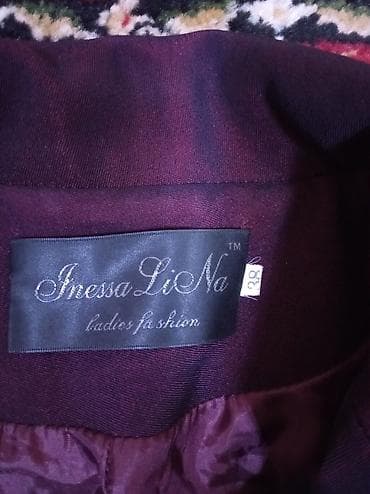 Inessa LiNa™
ladies fashion
38